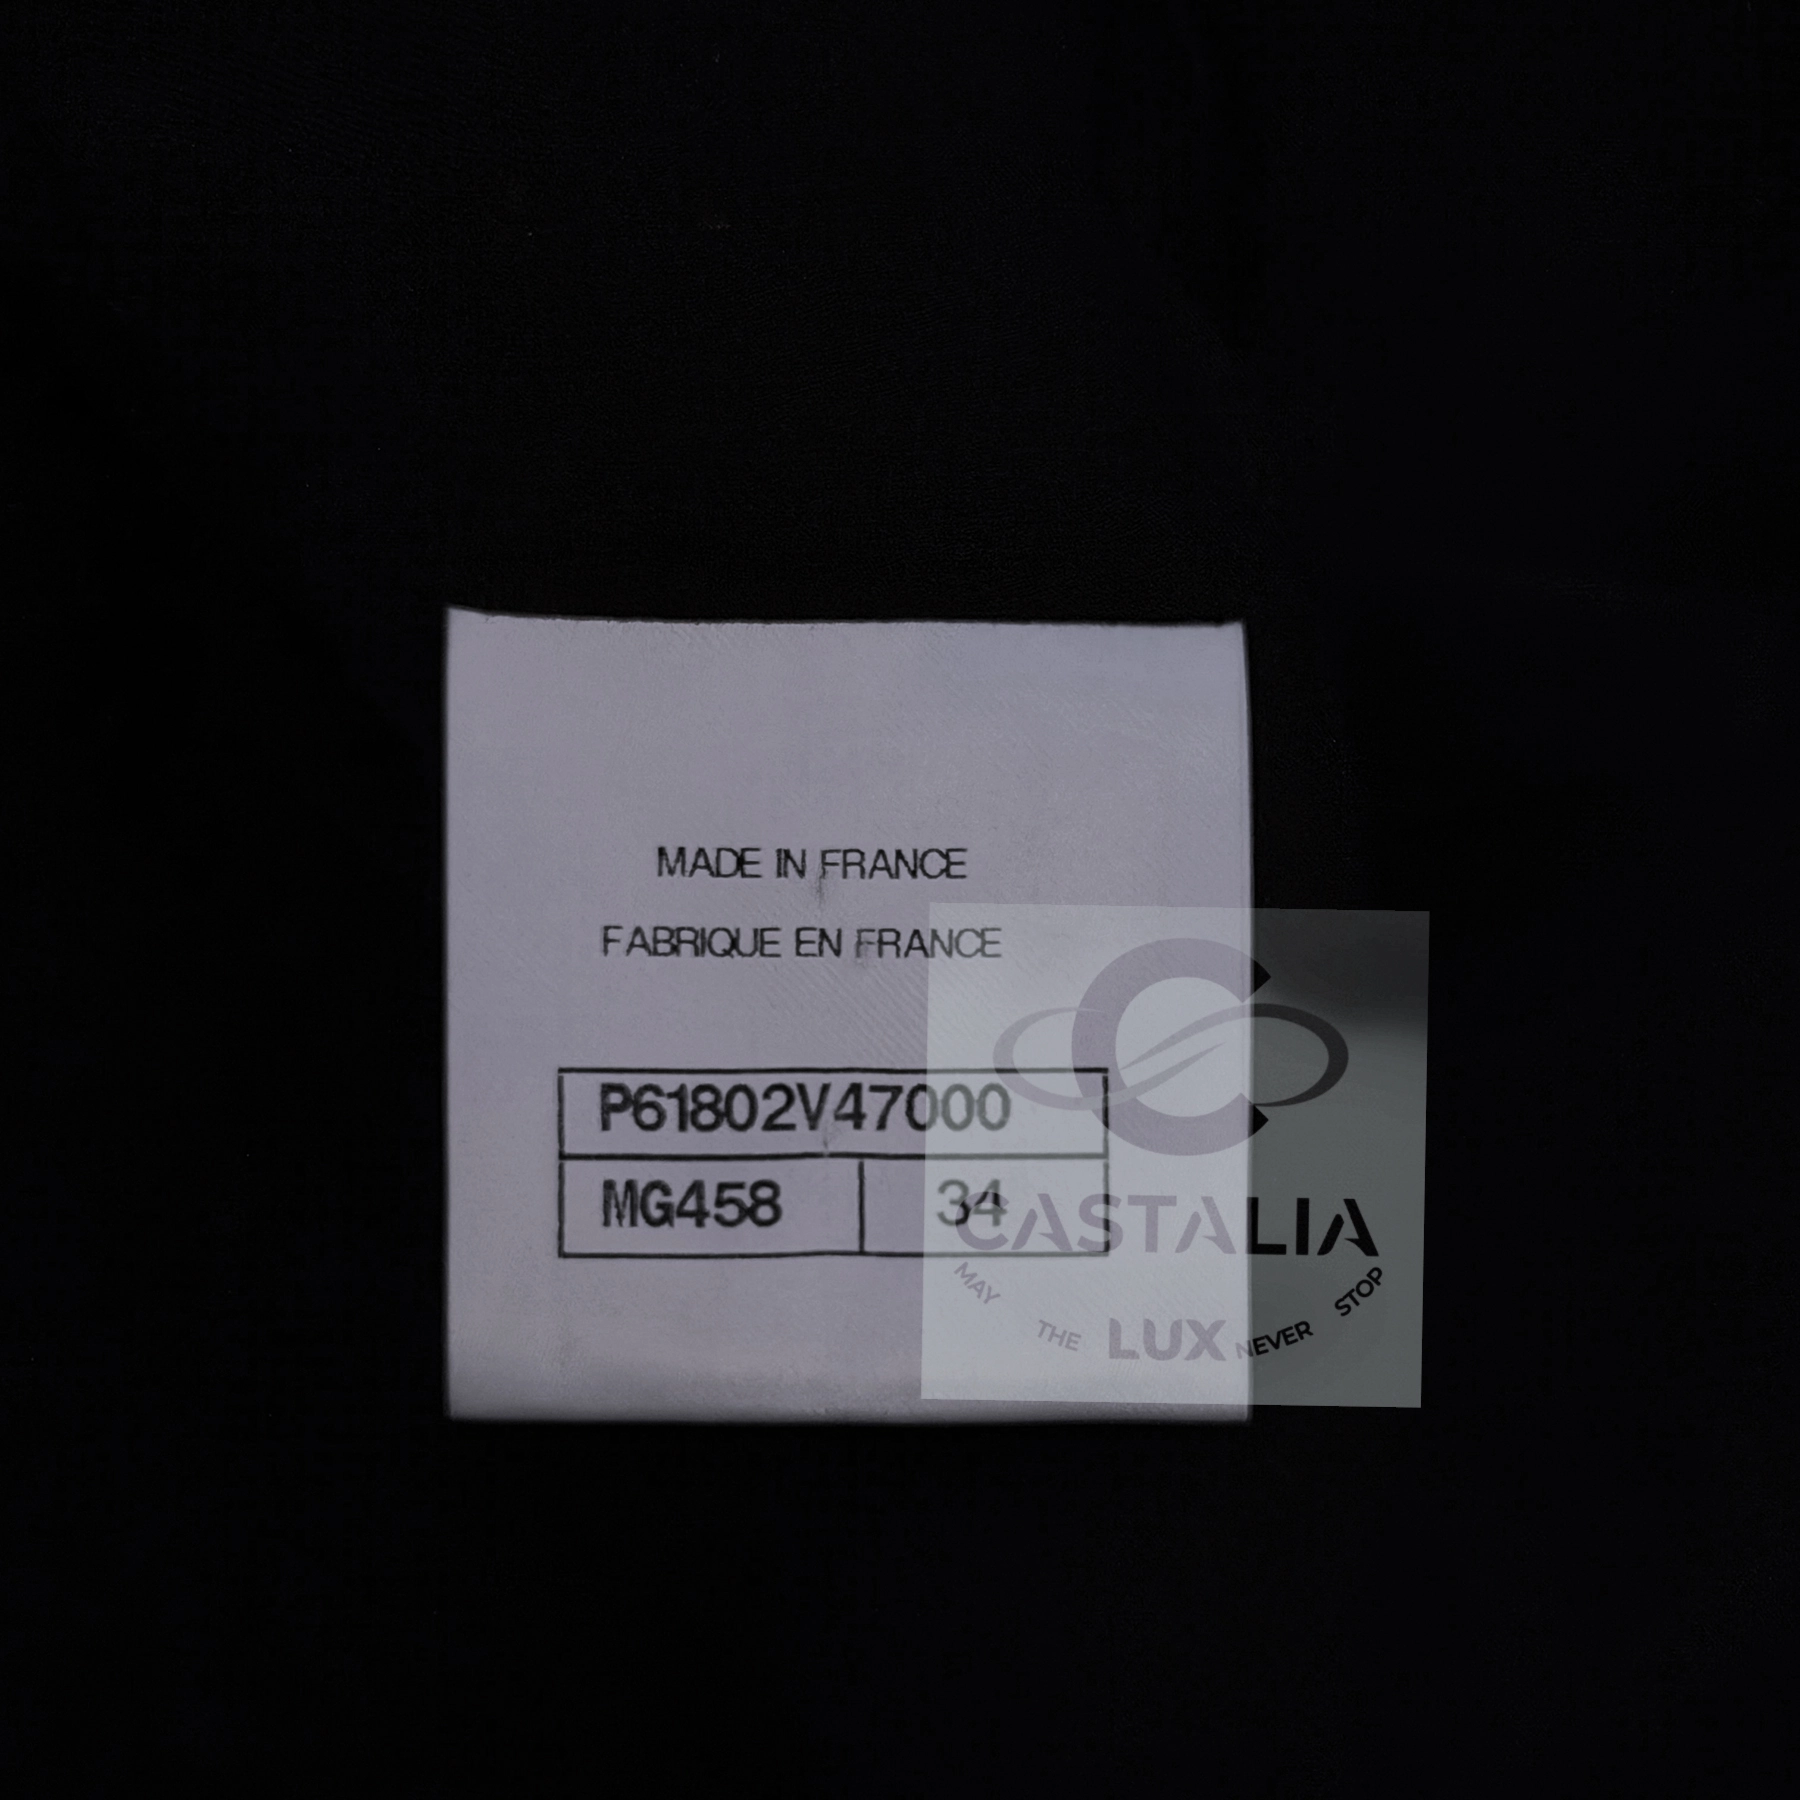 MADE IN FRANCE
FABRIQUE EN FRANCE
P61802V47000
MG458 34
CASTALIA
MAY THE LUX NEVER STOP